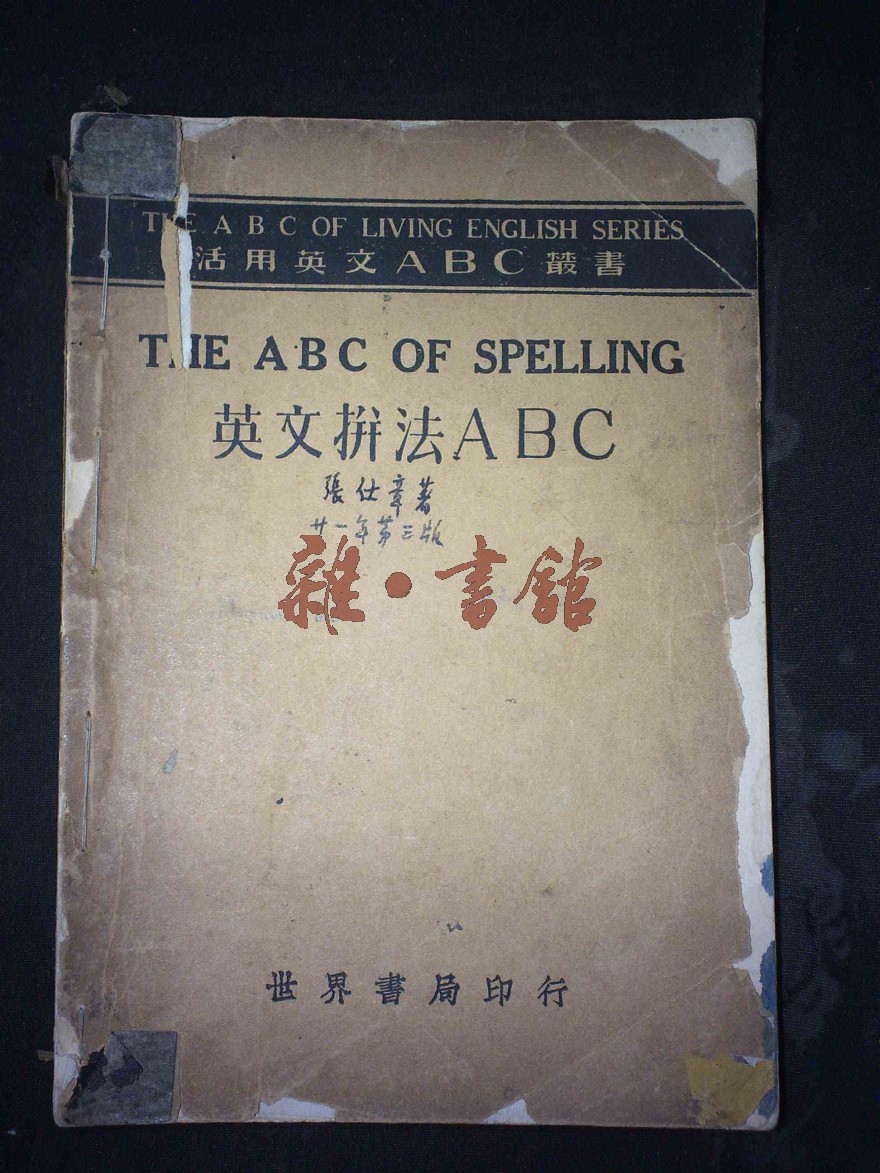 THE A B C OF LIVING ENGLISH SERIES
活用英文ABC叢書
THE ABC OF SPELLING
英文拼法ABC
張仕章著
廿一年第三版
雜·書館
世界書局印行